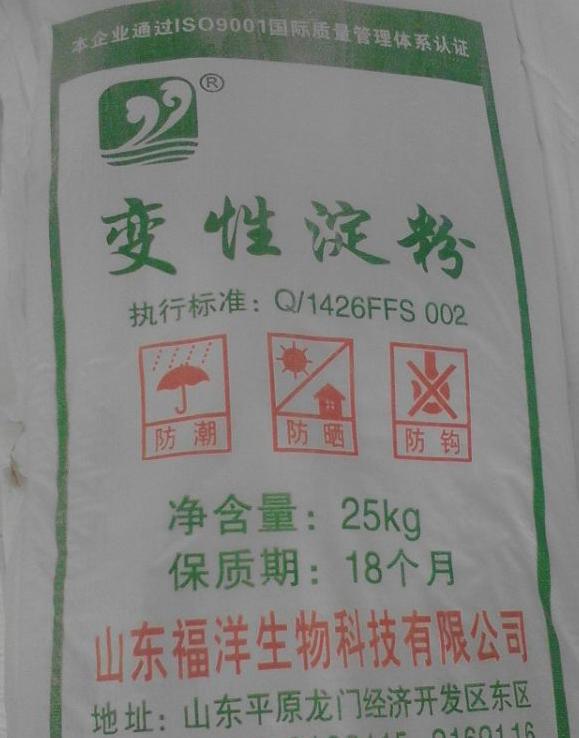 本企业通过ISO9001国际质量管理体系认证
®
变性淀粉
执行标准：Q/1426FFS 002
防潮 防晒 防钩
净含量：25kg
保质期：18个月
山东福洋生物科技有限公司
地址：山东平原龙门经济开发区东区